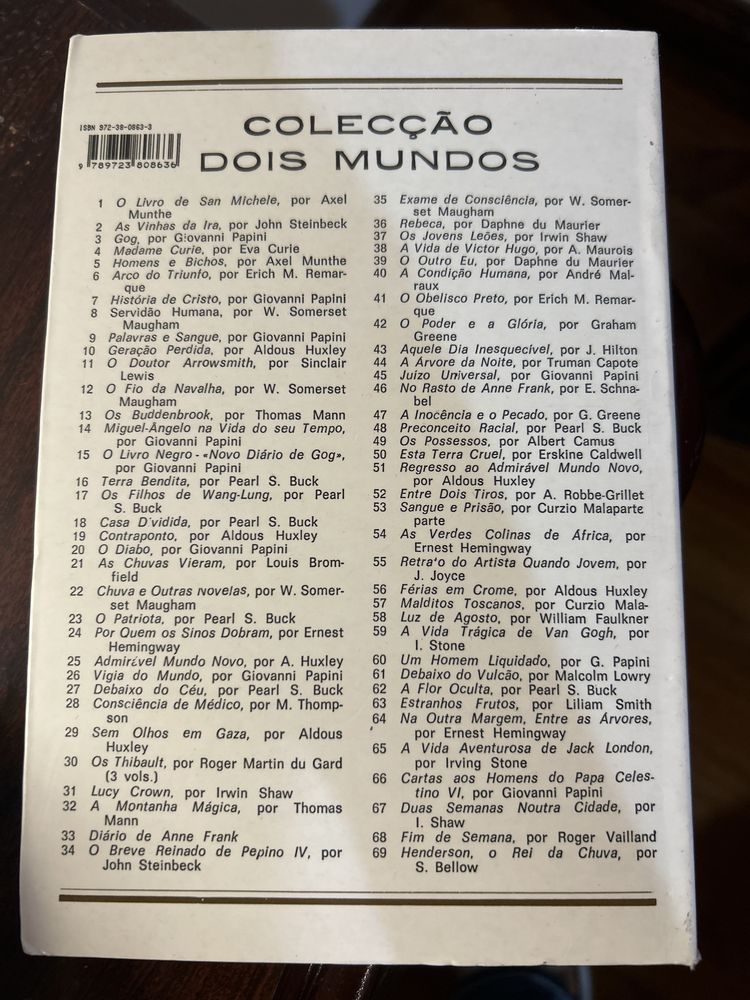 ISBN 972-38-0863-3
9 789723 808636
COLECÇÃO
DOIS MUNDOS
1 O Livro de San Michele, por Axel
Munthe
2 As Vinhas da Ira, por John Steinbeck
3 Gog, por Giovanni Papini
4 Madame Curie, por Eva Curie
5 Homens e Bichos, por Axel Munthe
6 Arco do Triunfo, por Erich M. Remar-
que
7 História de Cristo, por Giovanni Papini
8 Servidão Humana, por W. Somerset
Maugham
9 Palavras e Sangue, por Giovanni Papini
10 Geração Perdida, por Aldous Huxley
11 O Doutor Arrowsmith, por Sinclair
Lewis
12 O Fio da Navalha, por W. Somerset
Maugham
13 Os Buddenbrook, por Thomas Mann
14 Miguel-Ângelo na Vida do seu Tempo,
por Giovanni Papini
15 O Livro Negro - «Novo Diário de Gog»,
por Giovanni Papini
16 Terra Bendita, por Pearl S. Buck
17 Os Filhos de Wang-Lung, por Pearl
S. Buck
18 Casa D'vidida, por Pearl S. Buck
19 Contraponto, por Aldous Huxley
20 O Diabo, por Giovanni Papini
21 As Chuvas Vieram, por Louis Brom-
field
22 Chuva e Outras Novelas, por W. Somer-
set Maugham
23 O Patriota, por Pearl S. Buck
24 Por Quem os Sinos Dobram, por Ernest
Hemingway
25 Admirável Mundo Novo, por A. Huxley
26 Vigia do Mundo, por Giovanni Papini
27 Debaixo do Céu, por Pearl S. Buck
28 Consciência de Médico, por M. Thomp-
son
29 Sem Olhos em Gaza, por Aldous
Huxley
30 Os Thibault, por Roger Martin du Gard
(3 vols.)
31 Lucy Crown, por Irwin Shaw
32 A Montanha Mágica, por Thomas
Mann
33 Diário de Anne Frank
34 O Breve Reinado de Pepino IV, por
John Steinbeck
35 Exame de Consciência, por W. Somer-
set Maugham
36 Rebeca, por Daphne du Maurier
37 Os Jovens Leões, por Irwin Shaw
38 A Vida de Victor Hugo, por A. Maurois
39 O Outro Eu, por Daphne du Maurier
40 A Condição Humana, por André Mal-
raux
41 O Obelisco Preto, por Erich M. Remar-
que
42 O Poder e a Glória, por Graham
Greene
43 Aquele Dia Inesquecível, por J. Hilton
44 A Árvore da Noite, por Truman Capote
45 Juízo Universal, por Giovanni Papini
46 No Rasto de Anne Frank, por E. Schna-
bel
47 A Inocência e o Pecado, por G. Greene
48 Preconceito Racial, por Pearl S. Buck
49 Os Possessos, por Albert Camus
50 Esta Terra Cruel, por Erskine Caldwell
51 Regresso ao Admirável Mundo Novo,
por Aldous Huxley
52 Entre Dois Tiros, por A. Robbe-Grillet
53 Sangue e Prisão, por Curzio Malaparte
parte
54 As Verdes Colinas de África, por
Ernest Hemingway
55 Retra'o do Artista Quando Jovem, por
J. Joyce
56 Férias em Crome, por Aldous Huxley
57 Malditos Toscanos, por Curzio Mala-
58 Luz de Agosto, por William Faulkner
59 A Vida Trágica de Van Gogh, por
I. Stone
60 Um Homem Liquidado, por G. Papini
61 Debaixo do Vulcão, por Malcolm Lowry
62 A Flor Oculta, por Pearl S. Buck
63 Estranhos Frutos, por Liliam Smith
64 Na Outra Margem, Entre as Árvores,
por Ernest Hemingway
65 A Vida Aventurosa de Jack London,
por Irving Stone
66 Cartas aos Homens do Papa Celes-
tino VI, por Giovanni Papini
67 Duas Semanas Noutra Cidade, por
I. Shaw
68 Fim de Semana, por Roger Vailland
69 Henderson, o Rei da Chuva, por
S. Bellow